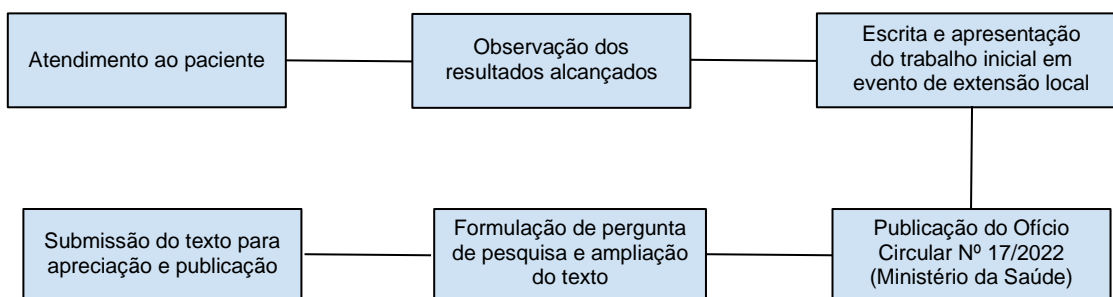 Atendimento ao paciente
Observação dos
resultados alcançados
Escrita e apresentação
do trabalho inicial em
evento de extensão local
Publicação do Ofício
Circular Nº 17/2022
(Ministério da Saúde)
Formulação de pergunta
de pesquisa e ampliação
do texto
Submissão do texto para
apreciação e publicação